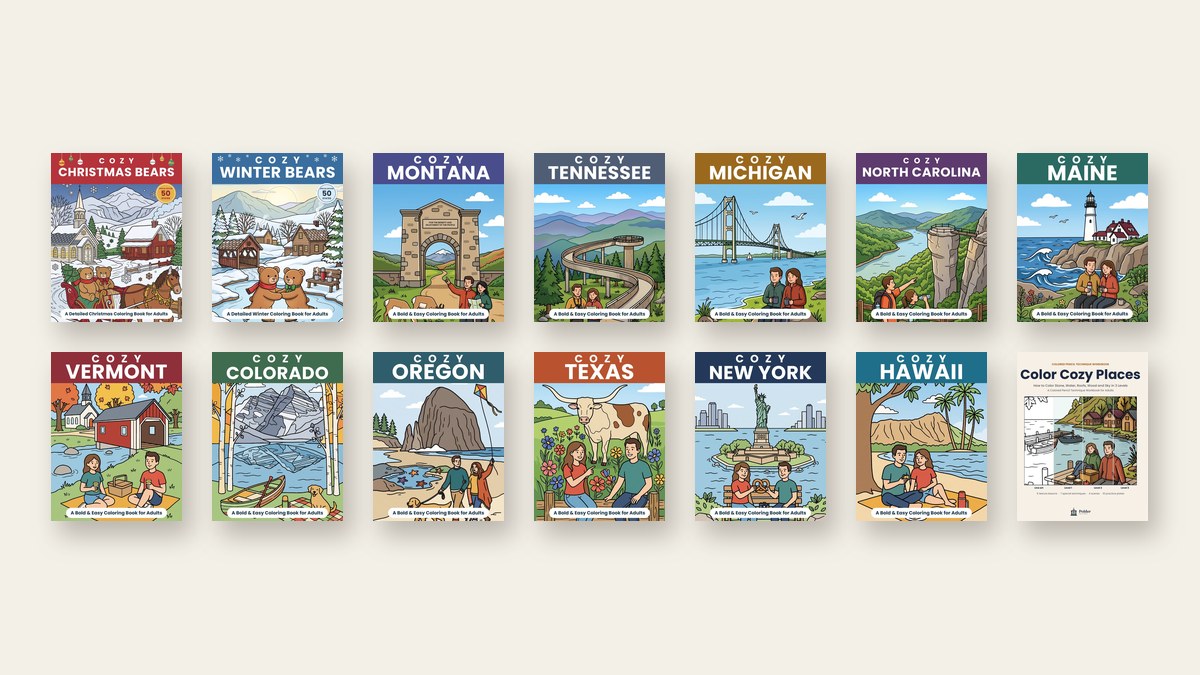 COZY
CHRISTMAS BEARS
50
A Detailed Christmas Coloring Book for Adults
COZY
WINTER BEARS
50
A Detailed Winter Coloring Book for Adults
COZY
MONTANA
A Bold & Easy Coloring Book for Adults
COZY
TENNESSEE
A Bold & Easy Coloring Book for Adults
COZY
MICHIGAN
A Bold & Easy Coloring Book for Adults
COZY
NORTH CAROLINA
A Bold & Easy Coloring Book for Adults
COZY
MAINE
A Bold & Easy Coloring Book for Adults
COZY
VERMONT
A Bold & Easy Coloring Book for Adults
COZY
COLORADO
A Bold & Easy Coloring Book for Adults
COZY
OREGON
A Bold & Easy Coloring Book for Adults
COZY
TEXAS
A Bold & Easy Coloring Book for Adults
COZY
NEW YORK
A Bold & Easy Coloring Book for Adults
COZY
HAWAII
A Bold & Easy Coloring Book for Adults
Color Cozy Places